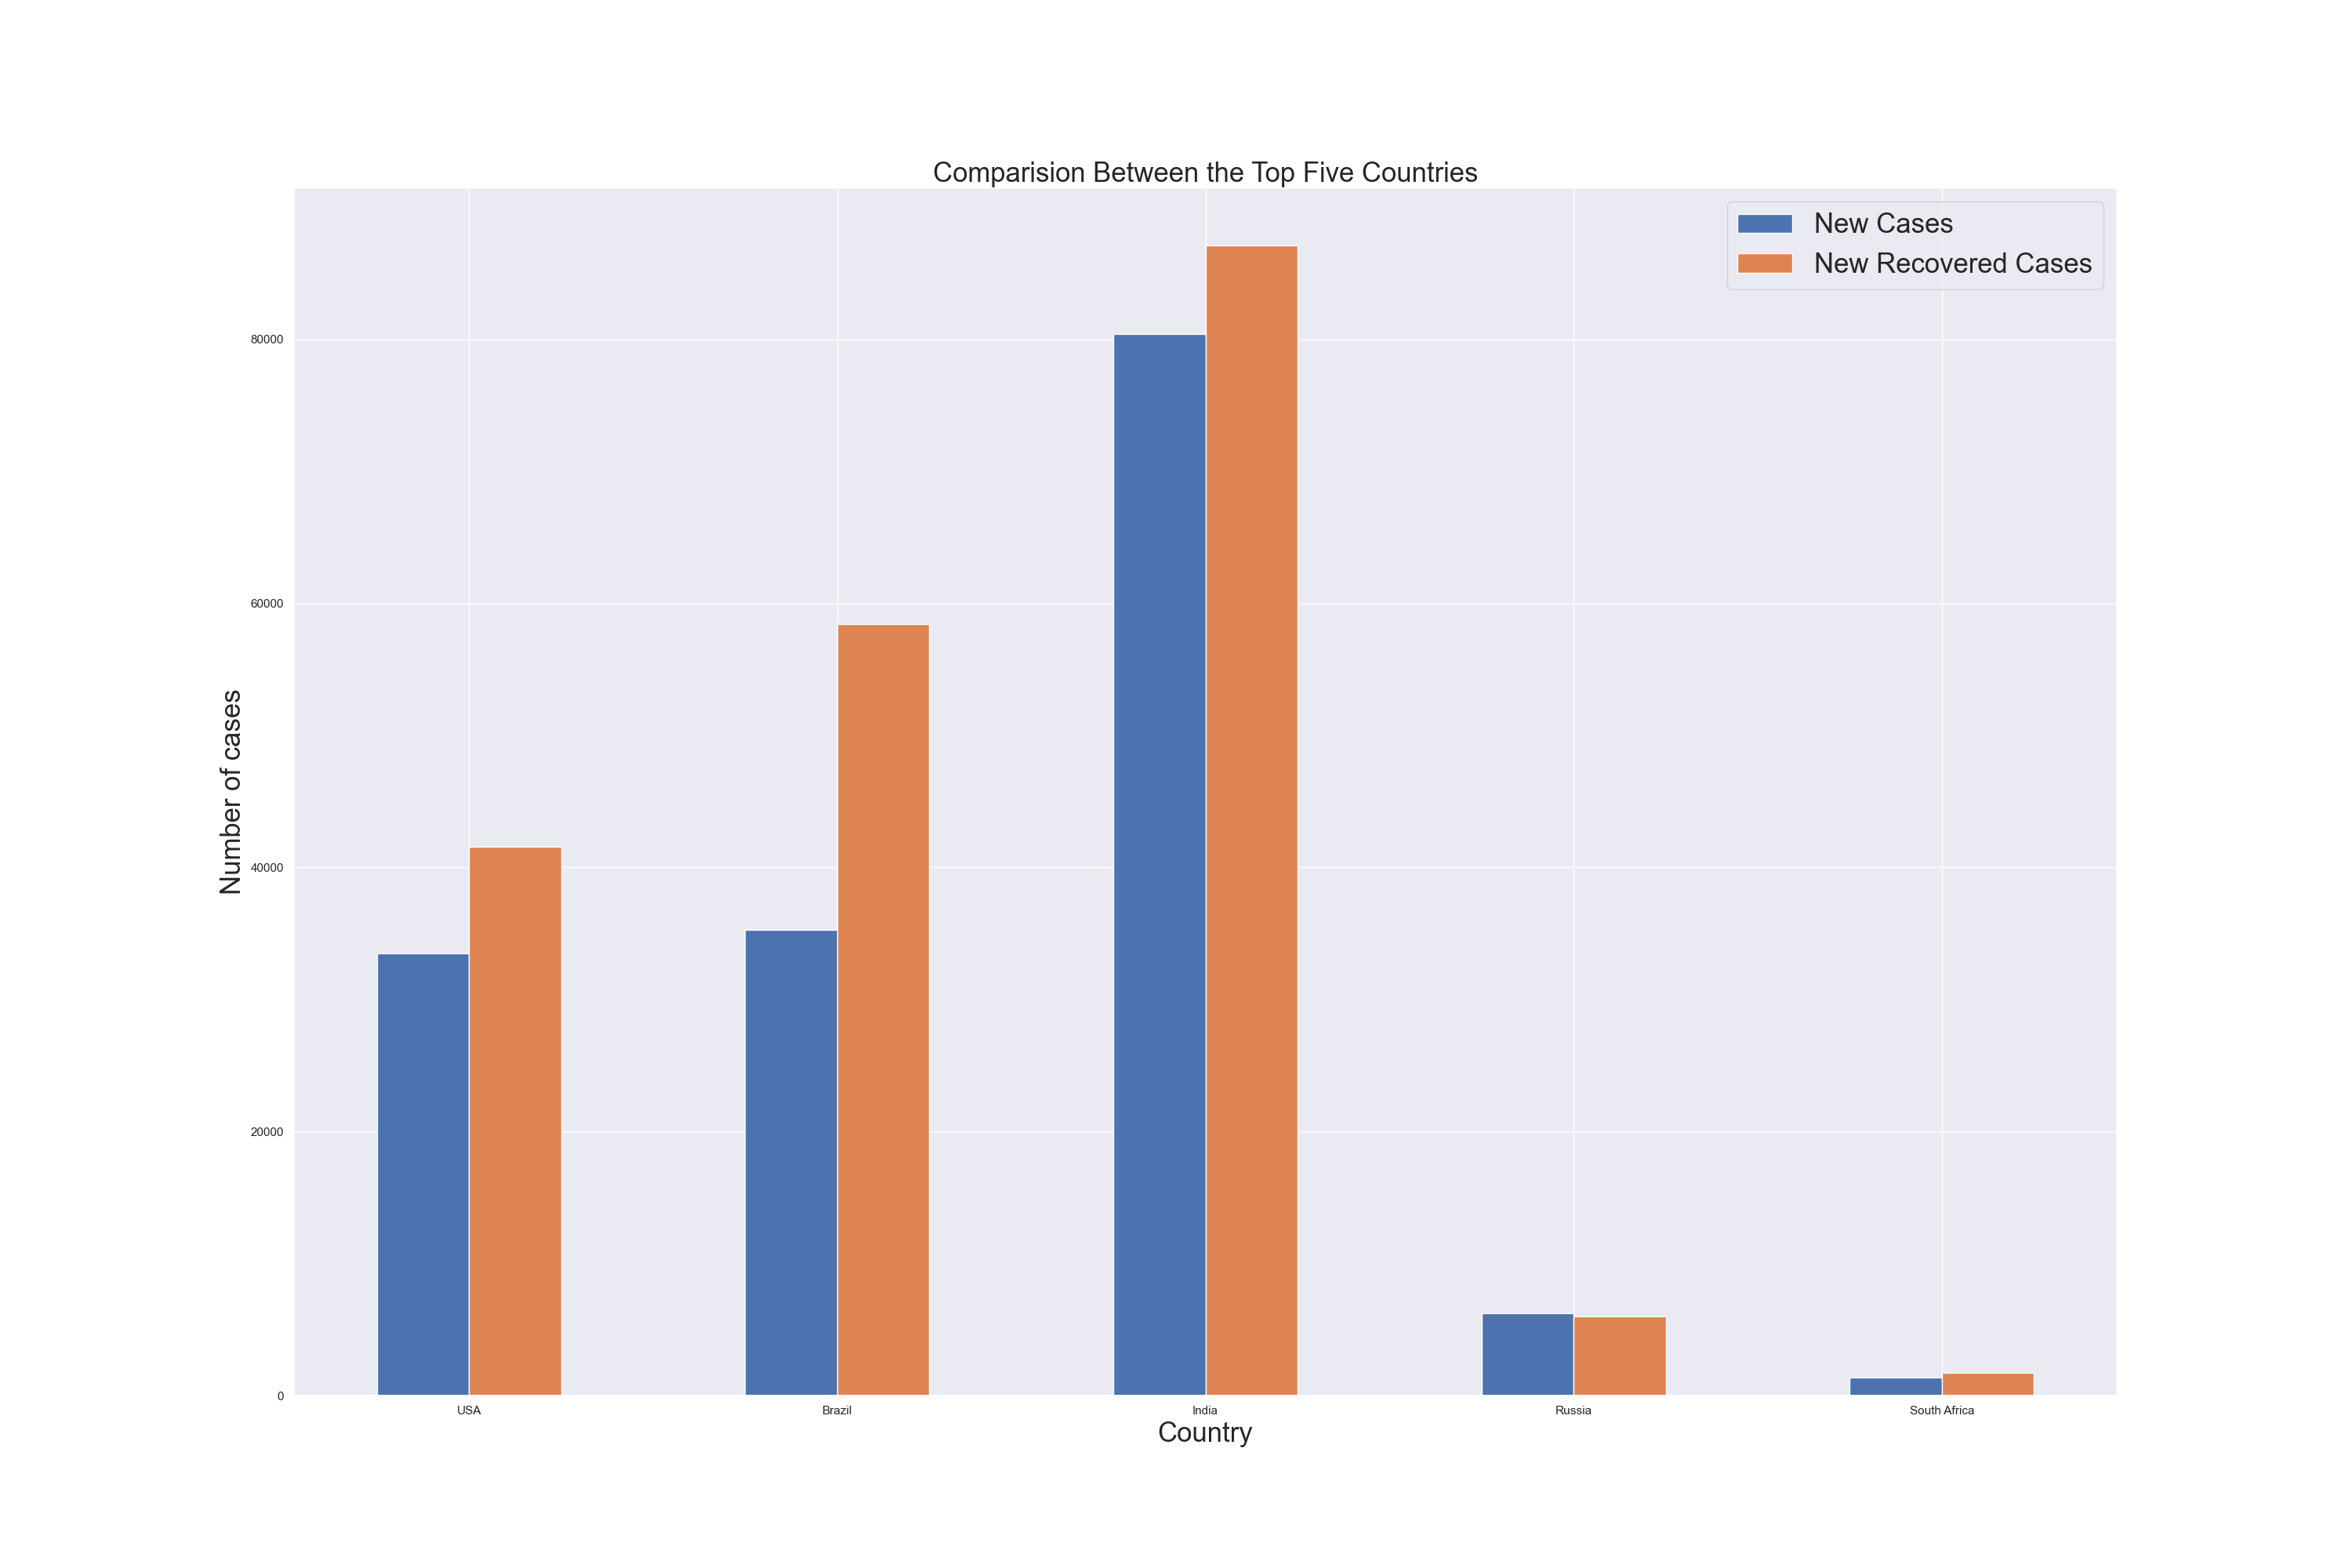 Comparision Between the Top Five Countries
New Cases
New Recovered Cases
Number of cases
80000
60000
40000
20000
0
USA
Brazil
India
Russia
South Africa
Country